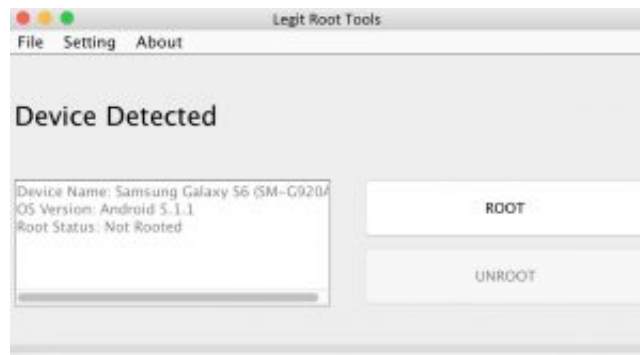 Legit Root Tools
File Setting About
Device Detected
Device Name: Samsung Galaxy S6 (SM-G920A
OS Version: Android 5.1.1
Root Status: Not Rooted
ROOT
UNROOT